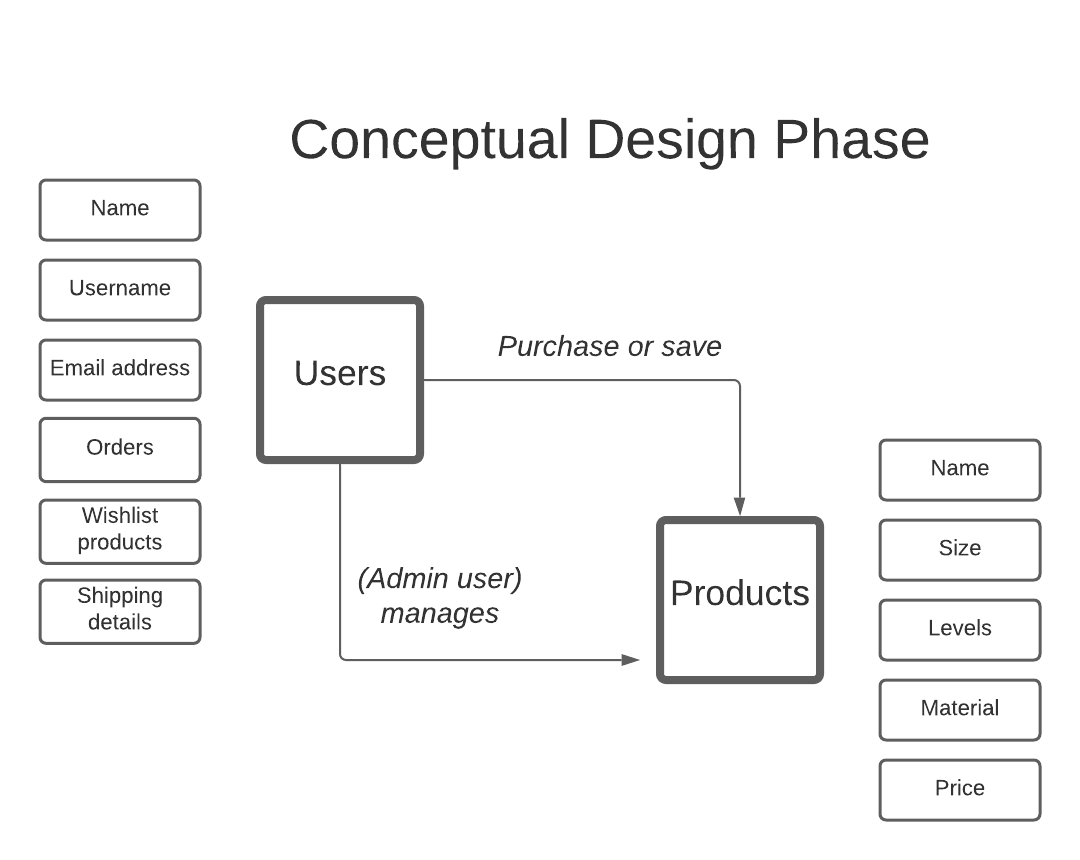 Conceptual Design Phase
Name
Username
Email address
Orders
Wishlist
products
Shipping
details
Users
Purchase or save
(Admin user)
manages
Products
Name
Size
Levels
Material
Price